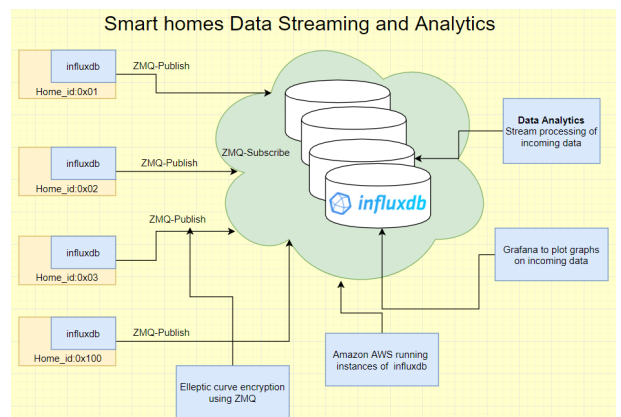 Smart homes Data Streaming and Analytics
influxdb
Home_id:0x01
ZMQ-Publish
influxdb
Home_id:0x02
ZMQ-Publish
ZMQ-Subscribe
influxdb
Data Analytics
Stream processing of
incoming data
ZMQ-Publish
influxdb
Home_id:0x03
Grafana to plot graphs
on incoming data
influxdb
Home_id:0x100
ZMQ-Publish
Elleptic curve encryption
using ZMQ
Amazon AWS running
instances of influxdb